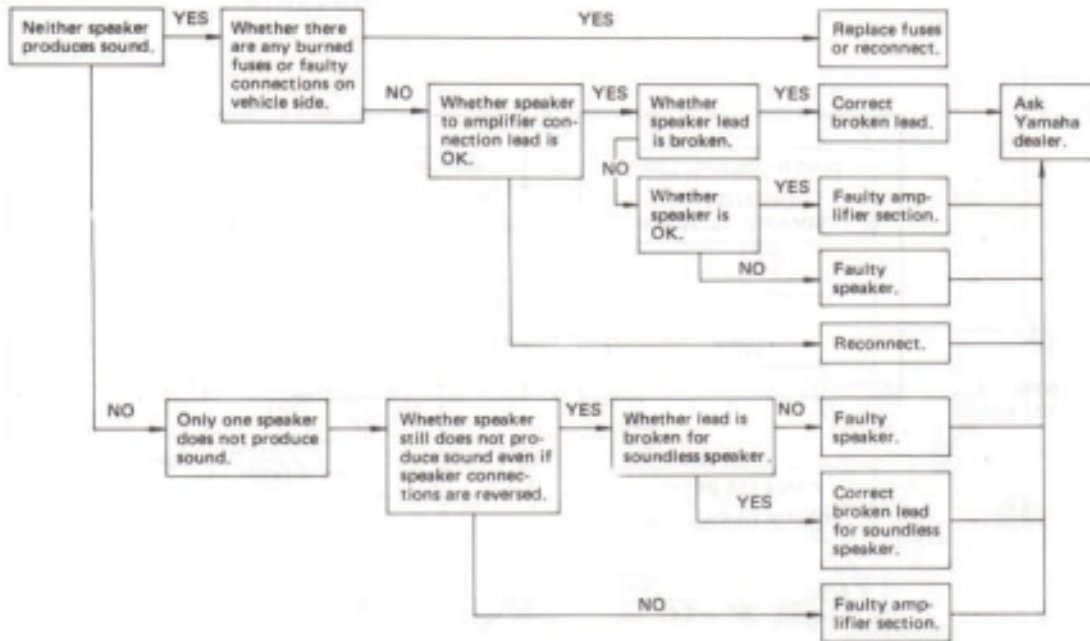 Neither speaker
produces sound.
YES
Whether there
are any burned
fuses or faulty
connections on
vehicle side.
YES
Replace fuses
or reconnect.
NO
Whether speaker
to amplifier con-
nection lead is
OK.
YES
Whether
speaker lead
is broken.
YES
Correct
broken lead.
Ask
Yamaha
dealer.
NO
Whether
speaker is
OK.
YES
Faulty amp-
lifier section.
NO
Faulty
speaker.
Reconnect.
NO
Only one speaker
does not produce
sound.
Whether speaker
still does not pro-
duce sound even if
speaker connec-
tions are reversed.
YES
Whether lead is
broken for
soundless speaker.
NO
Faulty
speaker.
YES
Correct
broken lead
for soundless
speaker.
NO
Faulty amp-
lifier section.